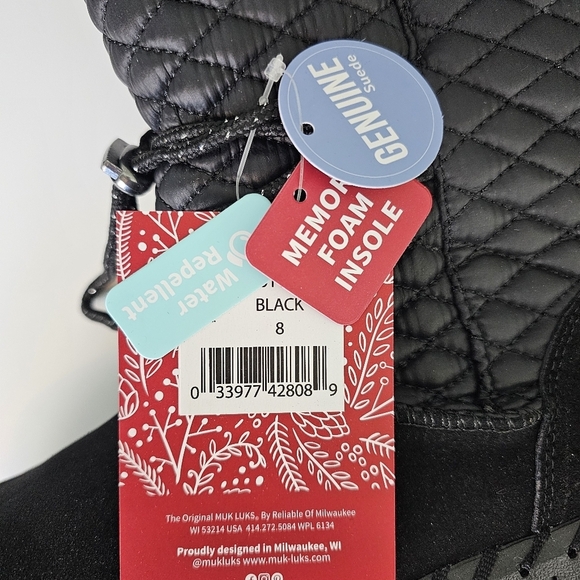 GENUINE
Suede
MEMOR
FOAM
INSOLE
Water
Repellent
BLACK
8
0 33977 42808 9
The Original MUK LUKS® By Reliable Of Milwaukee
WI 53214 USA 414.272.5084 WPL 6134
Proudly designed in Milwaukee, WI
@mukluks www.muk-luks.com